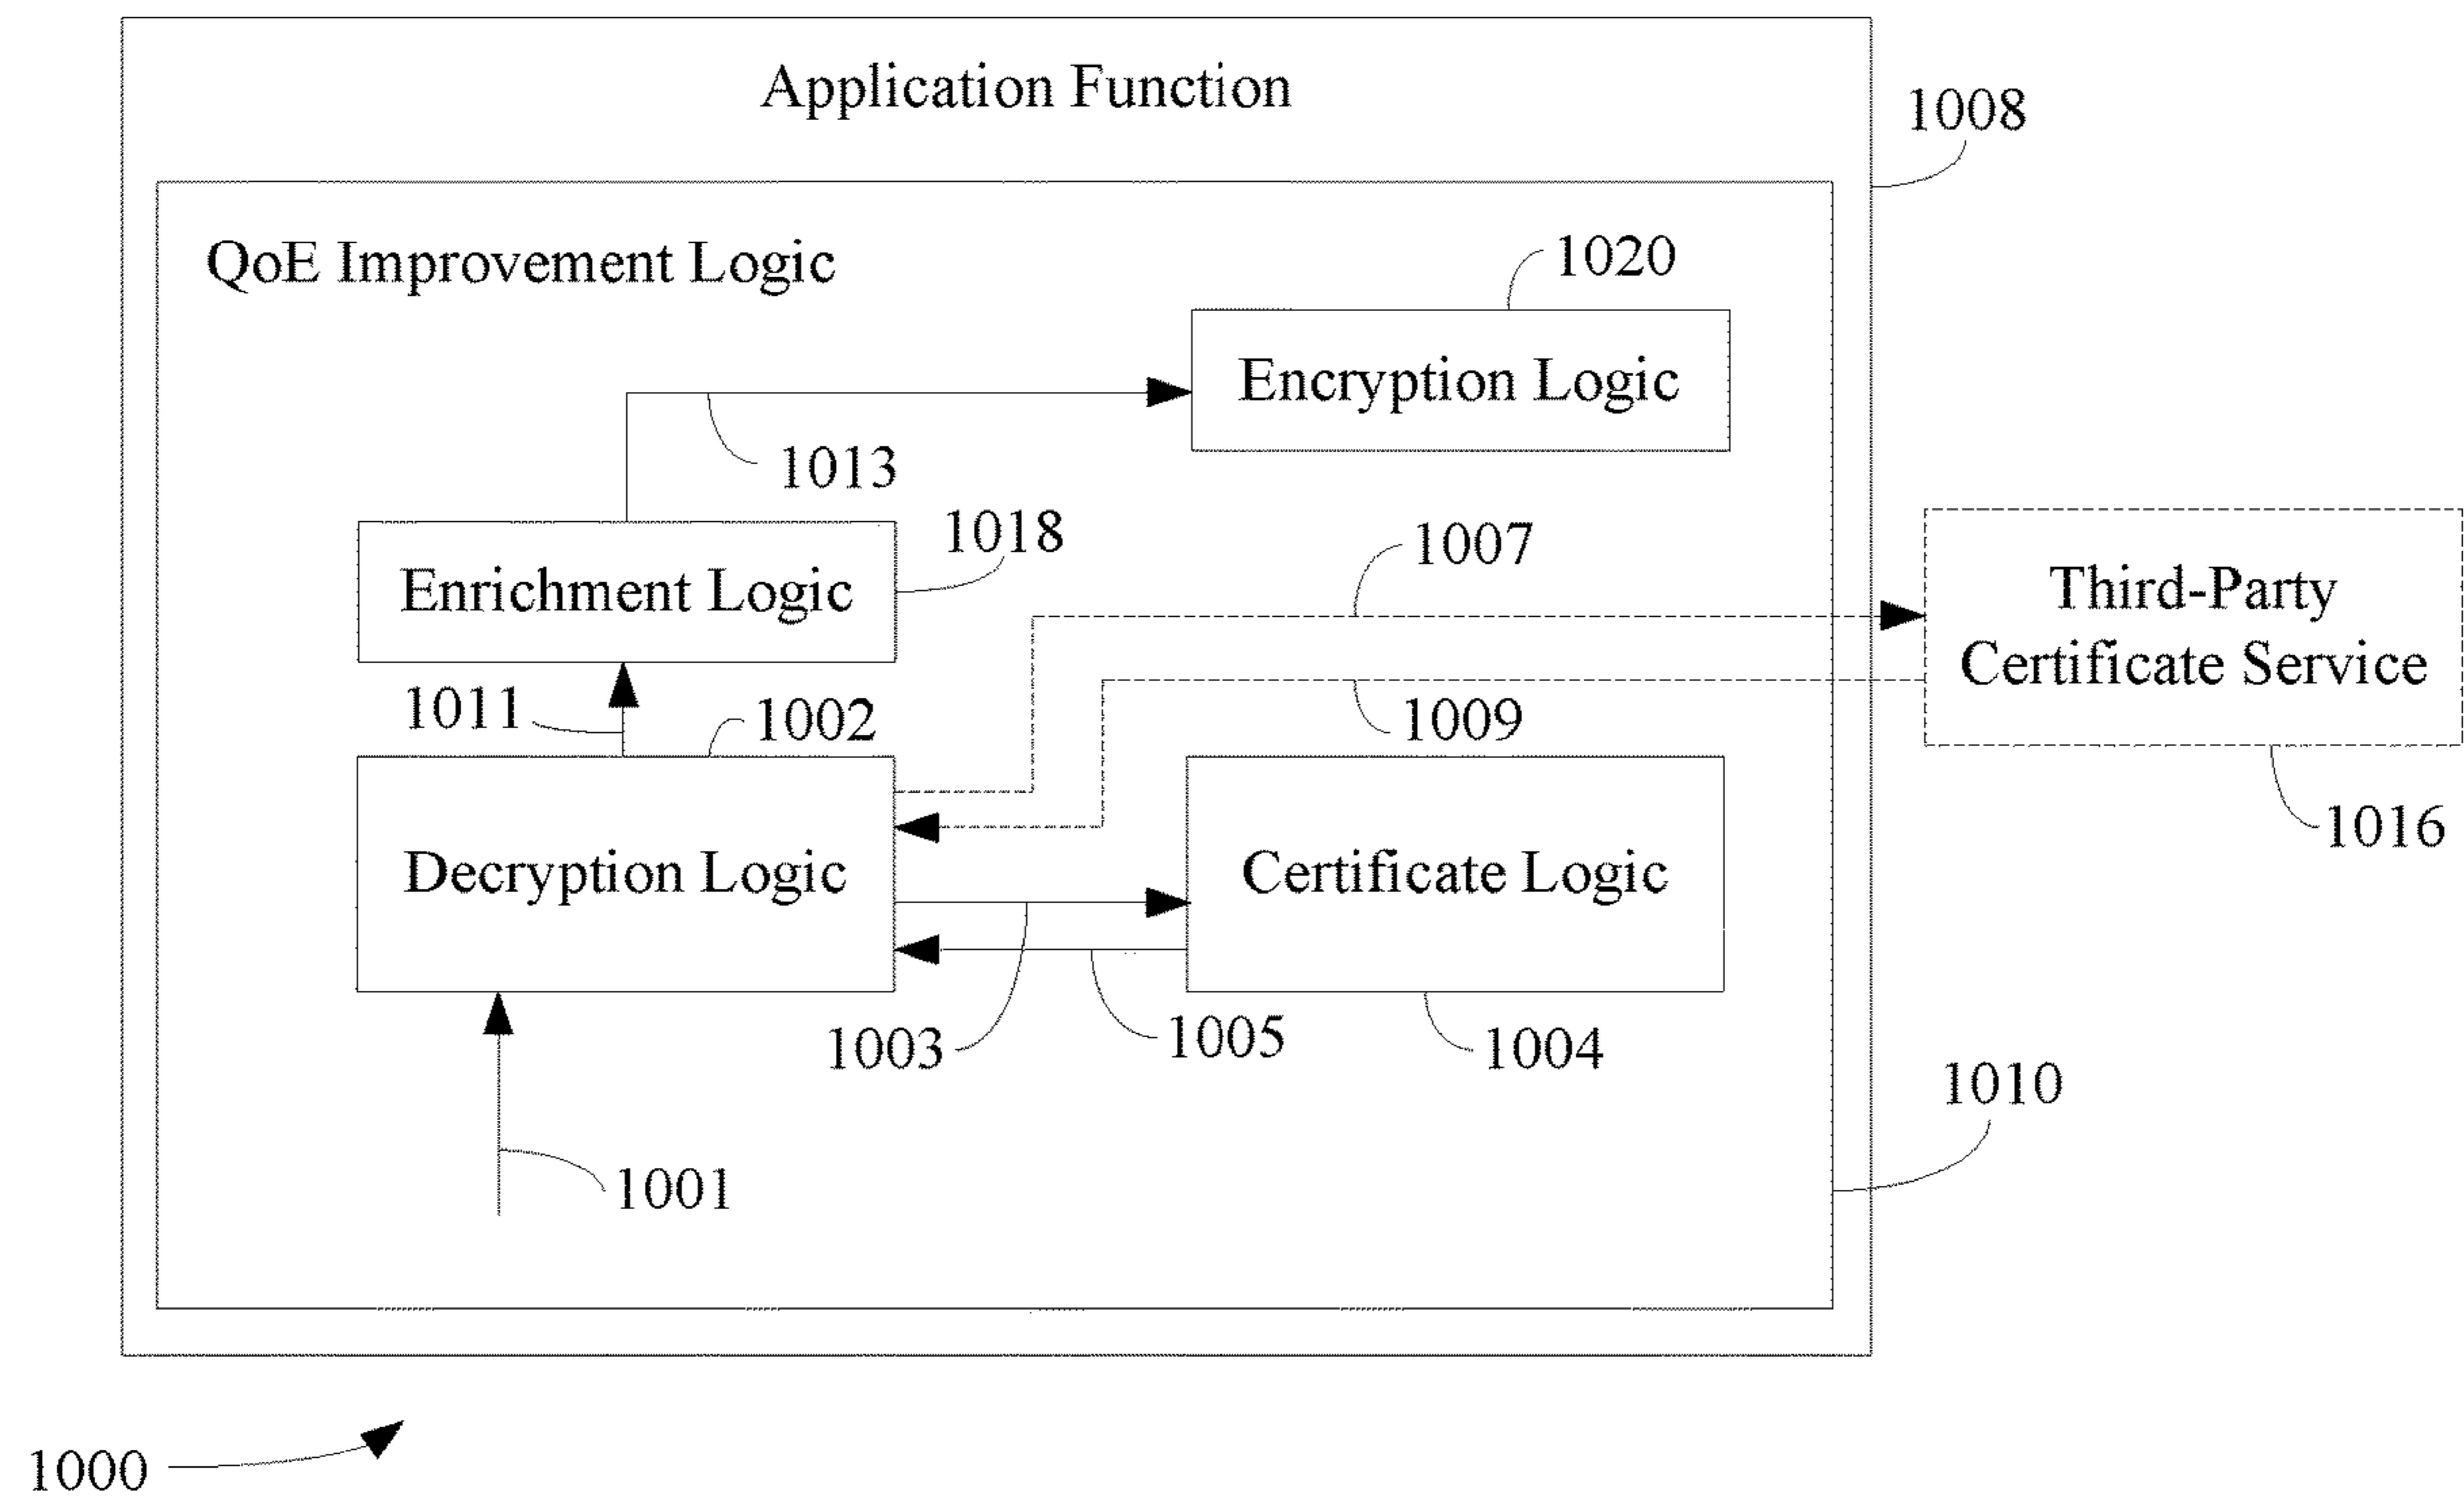 Application Function
1008
QoE Improvement Logic
1020
Encryption Logic
1013
1018
1007
Enrichment Logic
Third-Party
Certificate Service
1011
1002
1009
1016
Decryption Logic
Certificate Logic
1003
1005
1004
1010
1001
1000